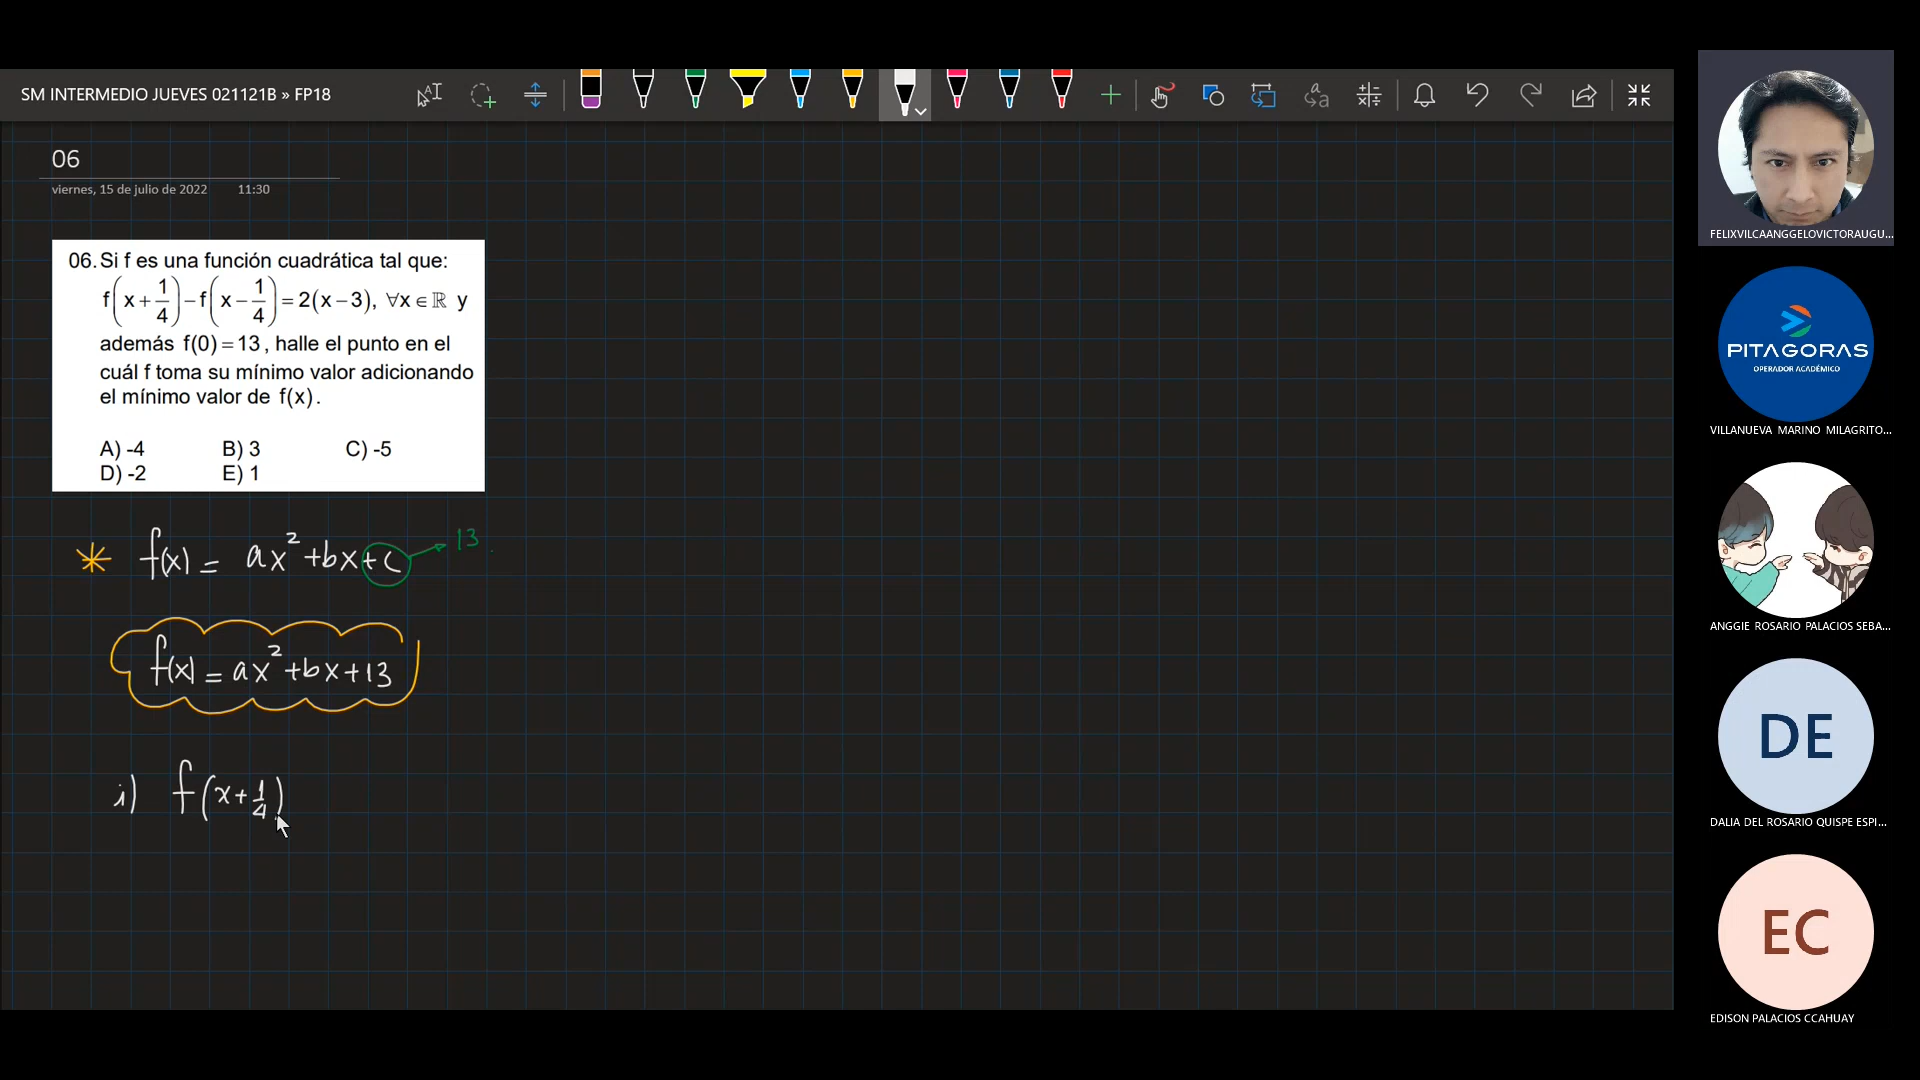 SM INTERMEDIO JUEVES 021121B » FP18
06
viernes, 15 de julio de 2022 11:30
06. Si f es una función cuadrática tal que:
f(x+1/4)−f(x−1/4)=2(x−3), ∀x∈ℝ y
además f(0)=13, halle el punto en el
cuál f toma su mínimo valor adicionando
el mínimo valor de f(x).
A) -4 B) 3 C) -5
D) -2 E) 1
* f(x) = ax²+bx+c → 13
f(x) = ax²+bx+13
i) f(x+1/4)
FELIXVILCAANGGELOVICTORAUGU...
PITAGORAS
OPERADOR ACADÉMICO
VILLANUEVA MARINO MILAGRITO...
ANGGIE ROSARIO PALACIOS SEBA...
DE
DALIA DEL ROSARIO QUISPE ESPI...
EC
EDISON PALACIOS CCAHUAY